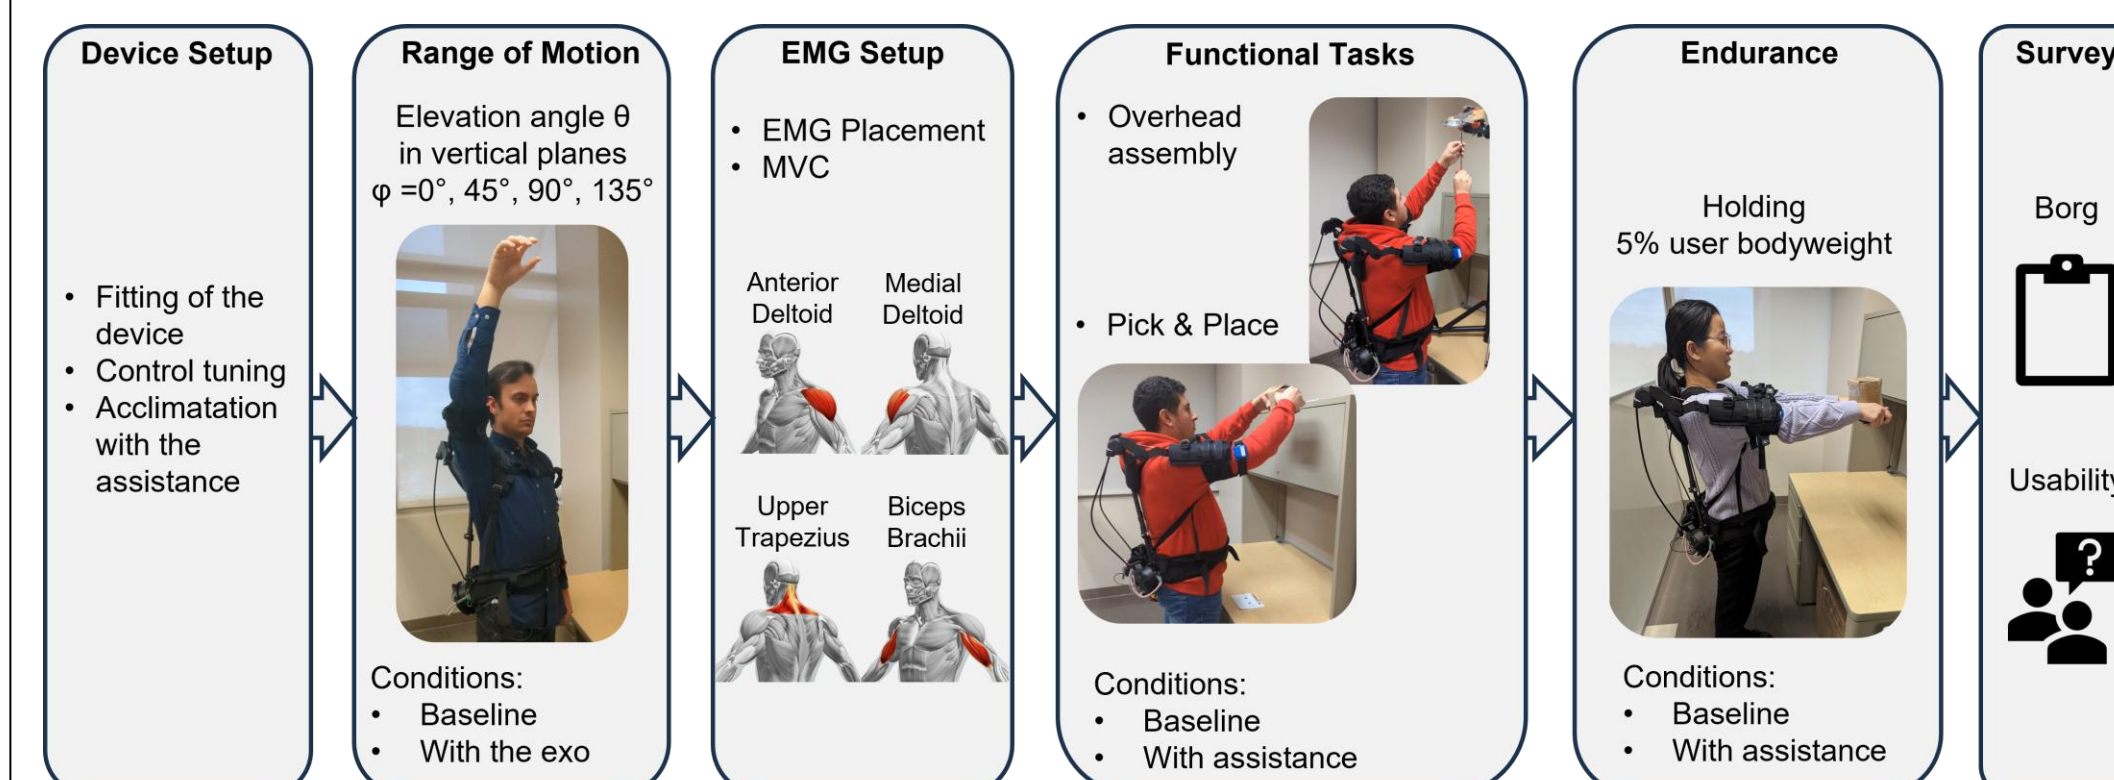 Device Setup
• Fitting of the
device
• Control tuning
• Acclimatation
with the
assistance
Range of Motion
Elevation angle θ
in vertical planes
φ =0°, 45°, 90°, 135°
Conditions:
• Baseline
• With the exo
EMG Setup
• EMG Placement
• MVC
Anterior
Deltoid
Medial
Deltoid
Upper
Trapezius
Biceps
Brachii
Functional Tasks
• Overhead
assembly
• Pick & Place
Conditions:
• Baseline
• With assistance
Endurance
Holding
5% user bodyweight
Conditions:
• Baseline
• With assistance
Survey
Borg
Usability
?